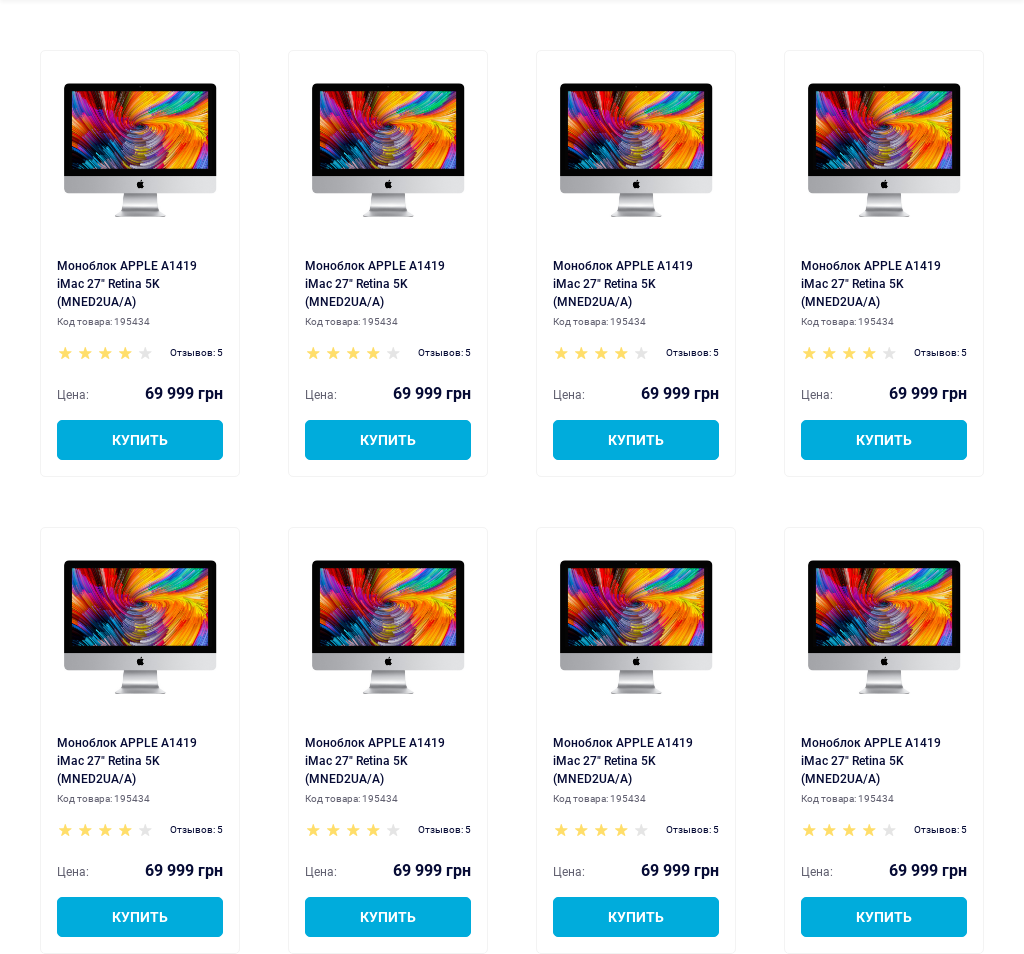 Моноблок APPLE A1419
iMac 27" Retina 5K
(MNED2UA/A)
Код товара: 195434
Отзывов: 5
Цена: 69 999 грн
КУПИТЬ
Моноблок APPLE A1419
iMac 27" Retina 5K
(MNED2UA/A)
Код товара: 195434
Отзывов: 5
Цена: 69 999 грн
КУПИТЬ
Моноблок APPLE A1419
iMac 27" Retina 5K
(MNED2UA/A)
Код товара: 195434
Отзывов: 5
Цена: 69 999 грн
КУПИТЬ
Моноблок APPLE A1419
iMac 27" Retina 5K
(MNED2UA/A)
Код товара: 195434
Отзывов: 5
Цена: 69 999 грн
КУПИТЬ
Моноблок APPLE A1419
iMac 27" Retina 5K
(MNED2UA/A)
Код товара: 195434
Отзывов: 5
Цена: 69 999 грн
КУПИТЬ
Моноблок APPLE A1419
iMac 27" Retina 5K
(MNED2UA/A)
Код товара: 195434
Отзывов: 5
Цена: 69 999 грн
КУПИТЬ
Моноблок APPLE A1419
iMac 27" Retina 5K
(MNED2UA/A)
Код товара: 195434
Отзывов: 5
Цена: 69 999 грн
КУПИТЬ
Моноблок APPLE A1419
iMac 27" Retina 5K
(MNED2UA/A)
Код товара: 195434
Отзывов: 5
Цена: 69 999 грн
КУПИТЬ